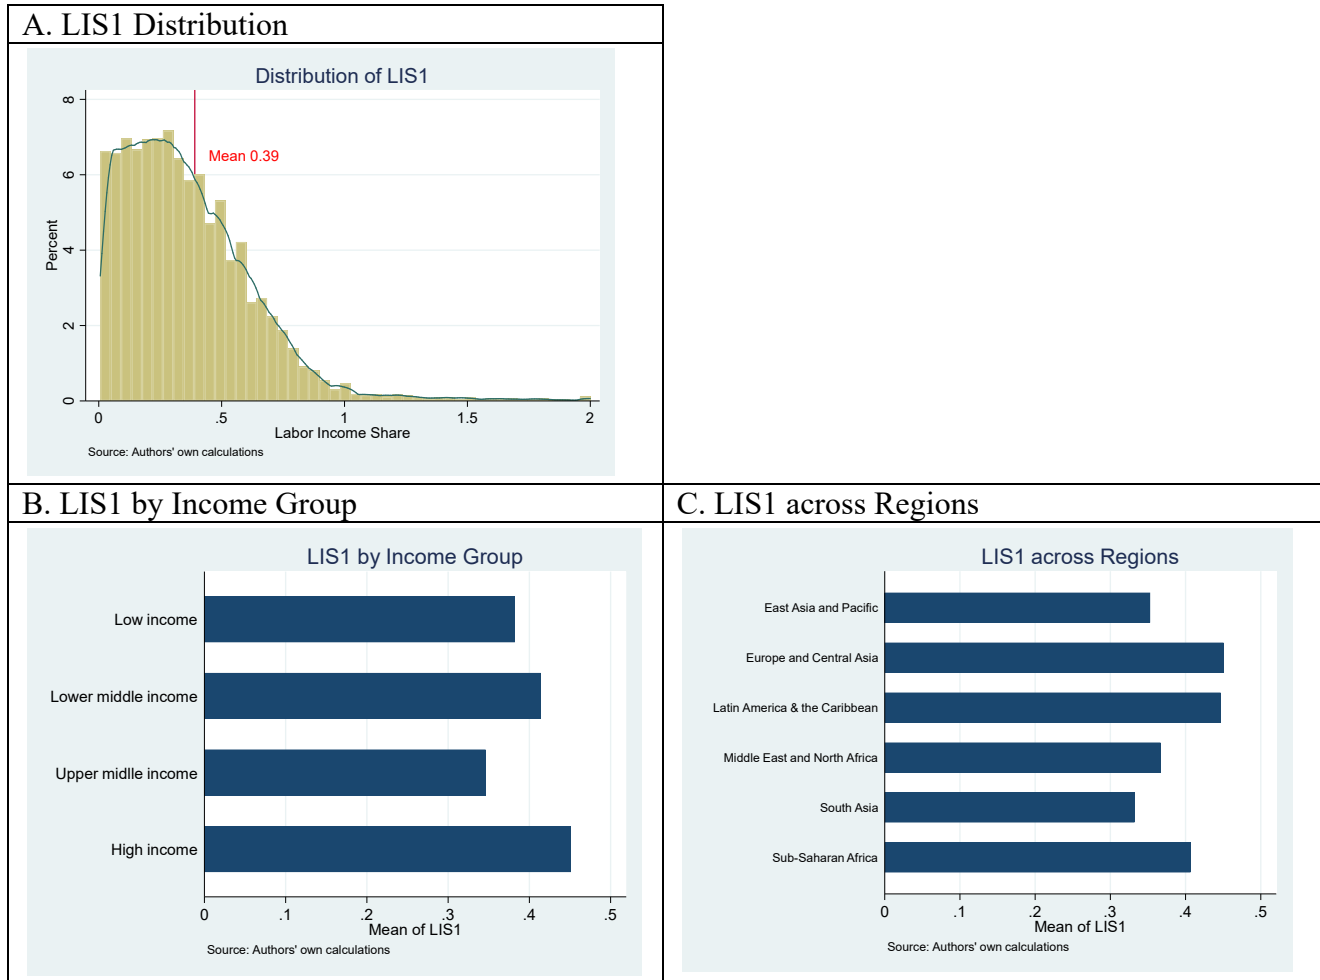 A. LIS1 Distribution
Distribution of LIS1
8
6
4
2
0
Percent
Mean 0.39
0 .5 1 1.5 2
Labor Income Share
Source: Authors' own calculations
B. LIS1 by Income Group
LIS1 by Income Group
Low income
Lower middle income
Upper midlle income
High income
0 .1 .2 .3 .4 .5
Mean of LIS1
Source: Authors' own calculations
C. LIS1 across Regions
LIS1 across Regions
East Asia and Pacific
Europe and Central Asia
Latin America & the Caribbean
Middle East and North Africa
South Asia
Sub-Saharan Africa
0 .1 .2 .3 .4 .5
Mean of LIS1
Source: Authors' own calculations